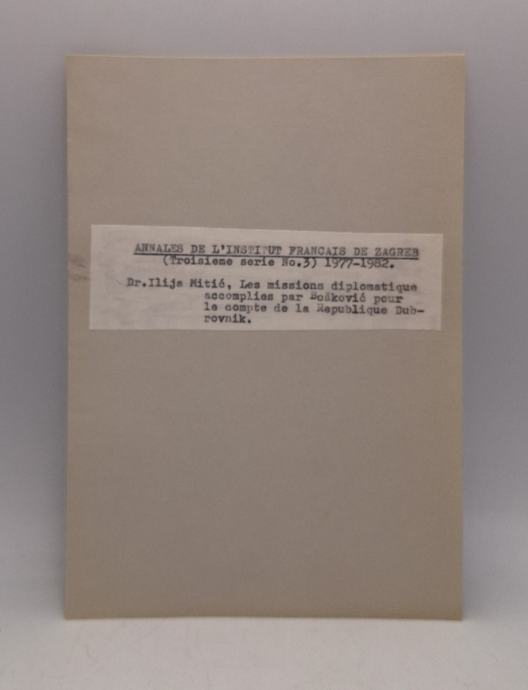 ANNALES DE L'INSTITUT FRANCAIS DE ZAGREB
(Troisieme serie No.3) 1977-1982.
Dr.Ilija Mitić, Les missions diplomatique
accomplies par Bošković pour
le compte de la Republique Dub-
rovnik.